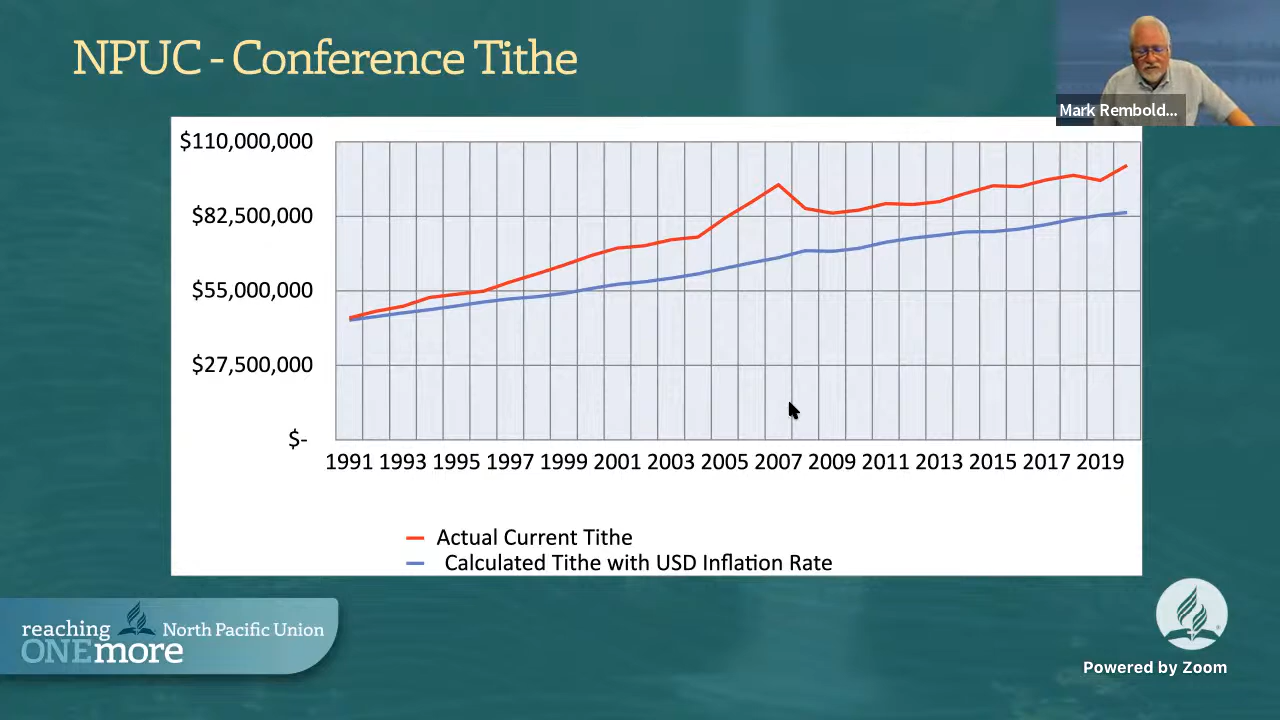 NPUC - Conference Tithe
Mark Rembold...
$110,000,000
$82,500,000
$55,000,000
$27,500,000
$-
1991 1993 1995 1997 1999 2001 2003 2005 2007 2009 2011 2013 2015 2017 2019
Actual Current Tithe
Calculated Tithe with USD Inflation Rate
reaching
ONEmore
North Pacific Union
Powered by Zoom